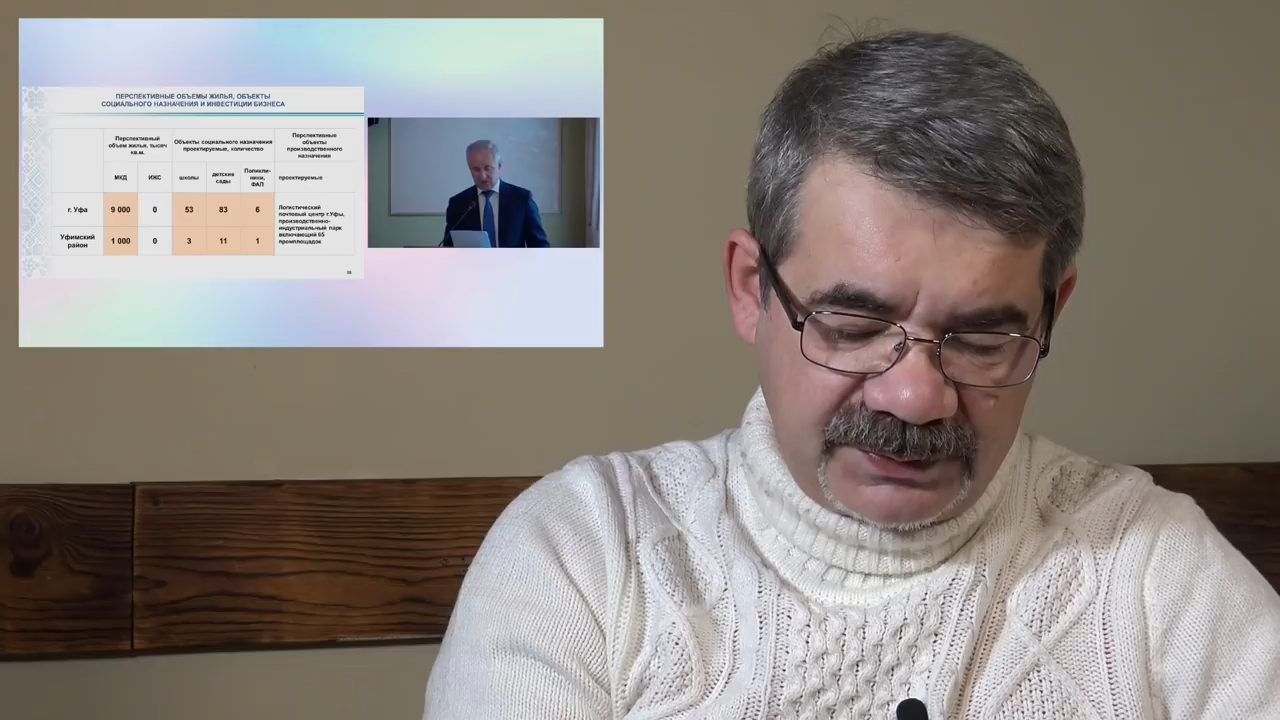 ПЕРСПЕКТИВНЫЕ ОБЪЕМЫ ЖИЛЬЯ, ОБЪЕКТЫ
СОЦИАЛЬНОГО НАЗНАЧЕНИЯ И ИНВЕСТИЦИИ БИЗНЕСА
Перспективный
объем жилья, тысяч
кв.м.
Объекты социального назначения
проектируемые, количество
Перспективные
объекты
производственного
назначения
МКД
ИЖС
школы
детские
сады
Поликли-
ники,
ФАП
проектируемые
г. Уфа
9 000
0
53
83
6
Логистический
почтовый центр г.Уфы,
производственно-
индустриальный парк
включающий 65
промплощадок
Уфимский
район
1 000
0
3
11
1